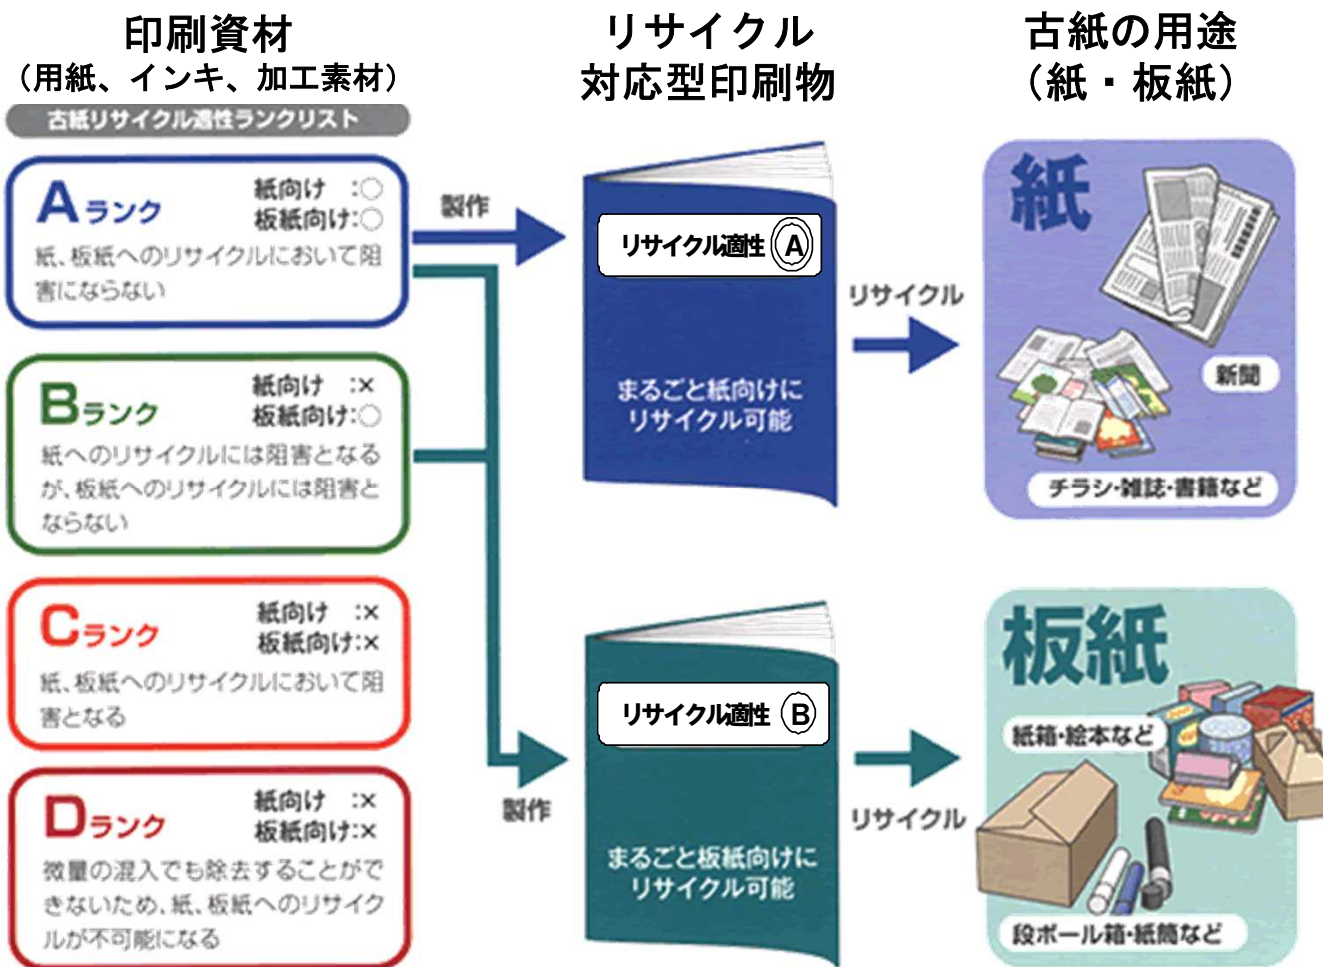 印刷資材
（用紙、インキ、加工素材）
古紙リサイクル適性ランクリスト
Aランク
紙向け :○
板紙向け:○
紙、板紙へのリサイクルにおいて阻
害にならない
Bランク
紙向け :×
板紙向け:○
紙へのリサイクルには阻害となる
が、板紙へのリサイクルには阻害と
ならない
Cランク
紙向け :×
板紙向け:×
紙、板紙へのリサイクルにおいて阻
害となる
Dランク
紙向け :×
板紙向け:×
微量の混入でも除去することがで
きないため、紙、板紙へのリサイク
ルが不可能になる
製作
製作
リサイクル
対応型印刷物
リサイクル適性 A
まるごと紙向けに
リサイクル可能
リサイクル適性 B
まるごと板紙向けに
リサイクル可能
リサイクル
リサイクル
古紙の用途
（紙・板紙）
紙
新聞
チラシ・雑誌・書籍など
板紙
紙箱・絵本など
段ボール箱・紙筒など